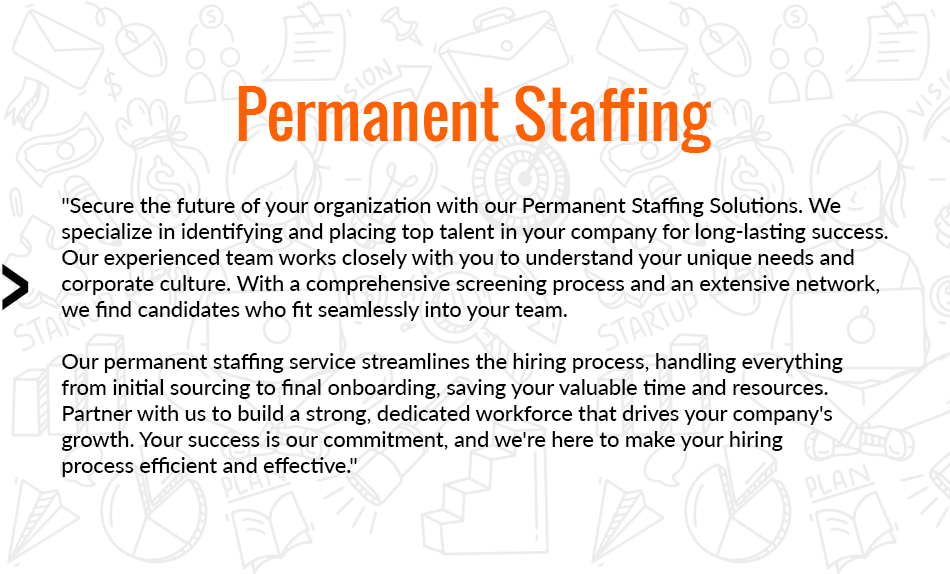 Permanent Staffing
"Secure the future of your organization with our Permanent Staffing Solutions. We
specialize in identifying and placing top talent in your company for long-lasting success.
Our experienced team works closely with you to understand your unique needs and
corporate culture. With a comprehensive screening process and an extensive network,
we find candidates who fit seamlessly into your team.
Our permanent staffing service streamlines the hiring process, handling everything
from initial sourcing to final onboarding, saving your valuable time and resources.
Partner with us to build a strong, dedicated workforce that drives your company's
growth. Your success is our commitment, and we're here to make your hiring
process efficient and effective."
STARTUP
PLAN
PLAN